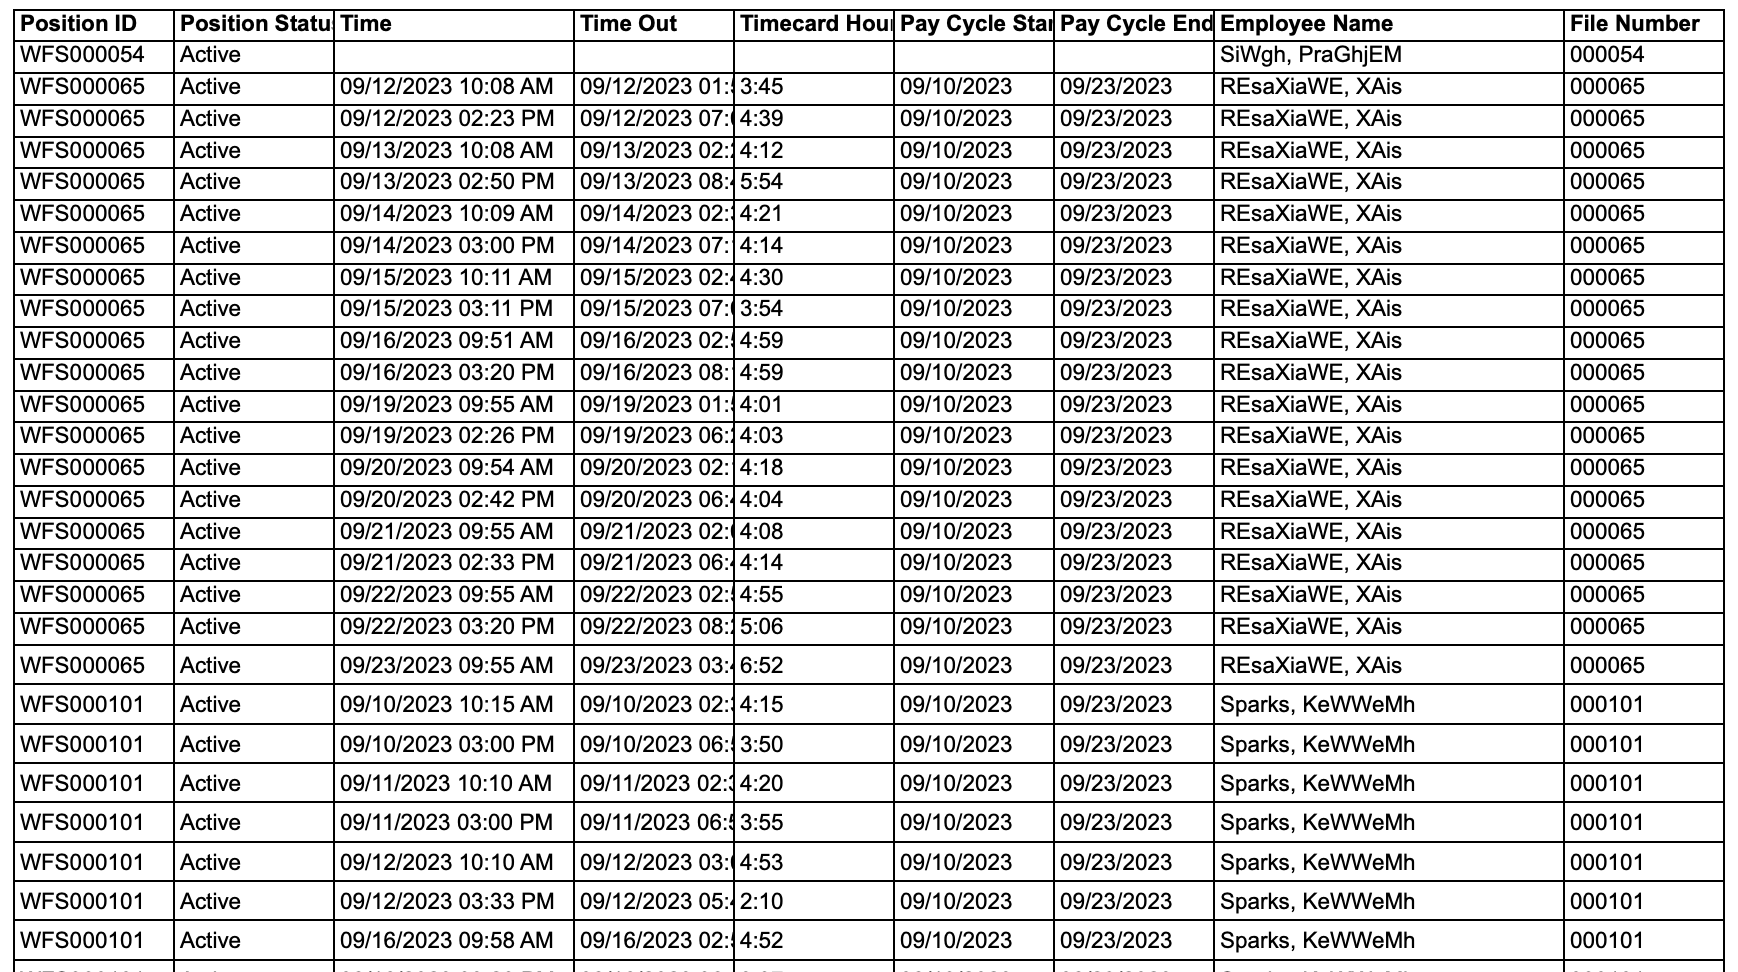 Position ID Position Statu Time Time Out Timecard Hou Pay Cycle Star Pay Cycle End Employee Name File Number
WFS000054 Active SiWgh, PraGhjEM 000054
WFS000065 Active 09/12/2023 10:08 AM 09/12/2023 01: 3:45 09/10/2023 09/23/2023 REsaXiaWE, XAis 000065
WFS000065 Active 09/12/2023 02:23 PM 09/12/2023 07: 4:39 09/10/2023 09/23/2023 REsaXiaWE, XAis 000065
WFS000065 Active 09/13/2023 10:08 AM 09/13/2023 02: 4:12 09/10/2023 09/23/2023 REsaXiaWE, XAis 000065
WFS000065 Active 09/13/2023 02:50 PM 09/13/2023 08: 5:54 09/10/2023 09/23/2023 REsaXiaWE, XAis 000065
WFS000065 Active 09/14/2023 10:09 AM 09/14/2023 02: 4:21 09/10/2023 09/23/2023 REsaXiaWE, XAis 000065
WFS000065 Active 09/14/2023 03:00 PM 09/14/2023 07: 4:14 09/10/2023 09/23/2023 REsaXiaWE, XAis 000065
WFS000065 Active 09/15/2023 10:11 AM 09/15/2023 02: 4:30 09/10/2023 09/23/2023 REsaXiaWE, XAis 000065
WFS000065 Active 09/15/2023 03:11 PM 09/15/2023 07: 3:54 09/10/2023 09/23/2023 REsaXiaWE, XAis 000065
WFS000065 Active 09/16/2023 09:51 AM 09/16/2023 02: 4:59 09/10/2023 09/23/2023 REsaXiaWE, XAis 000065
WFS000065 Active 09/16/2023 03:20 PM 09/16/2023 08: 4:59 09/10/2023 09/23/2023 REsaXiaWE, XAis 000065
WFS000065 Active 09/19/2023 09:55 AM 09/19/2023 01: 4:01 09/10/2023 09/23/2023 REsaXiaWE, XAis 000065
WFS000065 Active 09/19/2023 02:26 PM 09/19/2023 06: 4:03 09/10/2023 09/23/2023 REsaXiaWE, XAis 000065
WFS000065 Active 09/20/2023 09:54 AM 09/20/2023 02: 4:18 09/10/2023 09/23/2023 REsaXiaWE, XAis 000065
WFS000065 Active 09/20/2023 02:42 PM 09/20/2023 06: 4:04 09/10/2023 09/23/2023 REsaXiaWE, XAis 000065
WFS000065 Active 09/21/2023 09:55 AM 09/21/2023 02: 4:08 09/10/2023 09/23/2023 REsaXiaWE, XAis 000065
WFS000065 Active 09/21/2023 02:33 PM 09/21/2023 06: 4:14 09/10/2023 09/23/2023 REsaXiaWE, XAis 000065
WFS000065 Active 09/22/2023 09:55 AM 09/22/2023 02: 4:55 09/10/2023 09/23/2023 REsaXiaWE, XAis 000065
WFS000065 Active 09/22/2023 03:20 PM 09/22/2023 08: 5:06 09/10/2023 09/23/2023 REsaXiaWE, XAis 000065
WFS000065 Active 09/23/2023 09:55 AM 09/23/2023 03: 6:52 09/10/2023 09/23/2023 REsaXiaWE, XAis 000065
WFS000101 Active 09/10/2023 10:15 AM 09/10/2023 02: 4:15 09/10/2023 09/23/2023 Sparks, KeWWeMh 000101
WFS000101 Active 09/10/2023 03:00 PM 09/10/2023 06: 3:50 09/10/2023 09/23/2023 Sparks, KeWWeMh 000101
WFS000101 Active 09/11/2023 10:10 AM 09/11/2023 02: 4:20 09/10/2023 09/23/2023 Sparks, KeWWeMh 000101
WFS000101 Active 09/11/2023 03:00 PM 09/11/2023 06: 3:55 09/10/2023 09/23/2023 Sparks, KeWWeMh 000101
WFS000101 Active 09/12/2023 10:10 AM 09/12/2023 03: 4:53 09/10/2023 09/23/2023 Sparks, KeWWeMh 000101
WFS000101 Active 09/12/2023 03:33 PM 09/12/2023 05: 2:10 09/10/2023 09/23/2023 Sparks, KeWWeMh 000101
WFS000101 Active 09/16/2023 09:58 AM 09/16/2023 02: 4:52 09/10/2023 09/23/2023 Sparks, KeWWeMh 000101